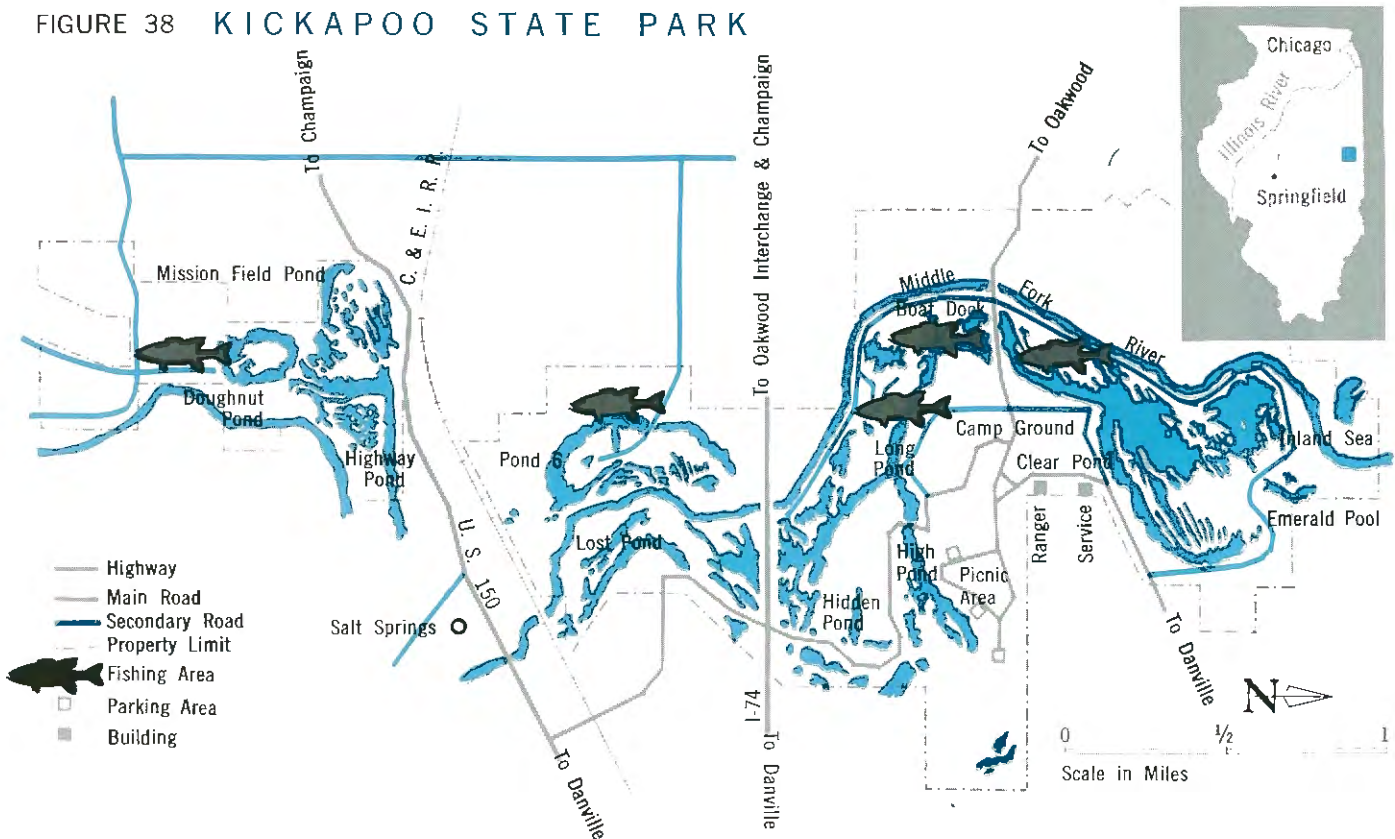 FIGURE 38 KICKAPOO STATE PARK
Chicago
Illinois River
Springfield
To Champaign
C. & E. I. R. R.
To Oakwood Interchange & Champaign
To Oakwood
Mission Field Pond
Middle Fork River
Boat Dock
Doughnut
Pond
Highway
Pond
Pond 6
Long
Pond
Camp Ground
Clear Pond
Inland Sea
Emerald Pool
Ranger
Service
Lost Pond
High
Pond
Picnic
Area
Hidden
Pond
U. S. 150
Salt Springs
I-74
To Danville
To Danville
To Danville
Highway
Main Road
Secondary Road
Property Limit
Fishing Area
Parking Area
Building
N
0 ½ 1
Scale in Miles